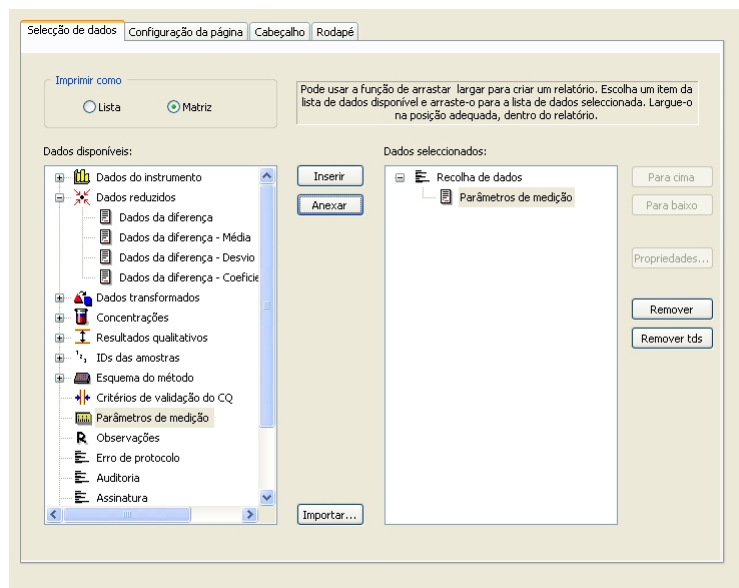 Selecção de dados
Configuração da página
Cabeçalho
Rodapé
Imprimir como
Lista
Matriz
Pode usar a função de arrastar largar para criar um relatório. Escolha um item da
lista de dados disponível e arraste-o para a lista de dados seleccionada. Largue-o
na posição adequada, dentro do relatório.
Dados disponíveis:
Dados do instrumento
Dados reduzidos
Dados da diferença
Dados da diferença - Média
Dados da diferença - Desvio
Dados da diferença - Coeficie
Dados transformados
Concentrações
Resultados qualitativos
IDs das amostras
Esquema do método
Critérios de validação do CQ
Parâmetros de medição
Observações
Erro de protocolo
Auditoria
Assinatura
Inserir
Anexar
Importar...
Dados seleccionados:
Recolha de dados
Parâmetros de medição
Para cima
Para baixo
Propriedades...
Remover
Remover tds